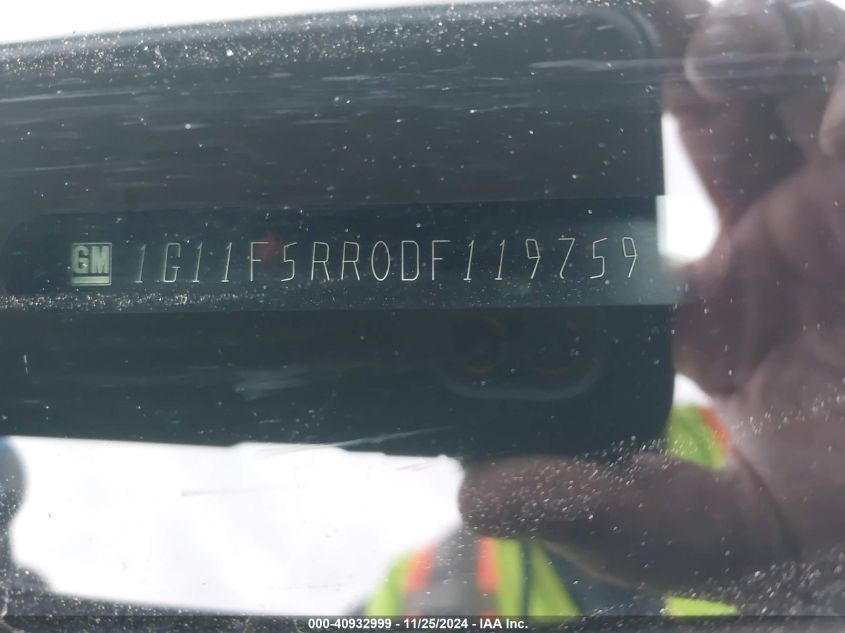 GM 1G11F5RR0DF119759
000-40932999 - 11/25/2024 - IAA Inc.